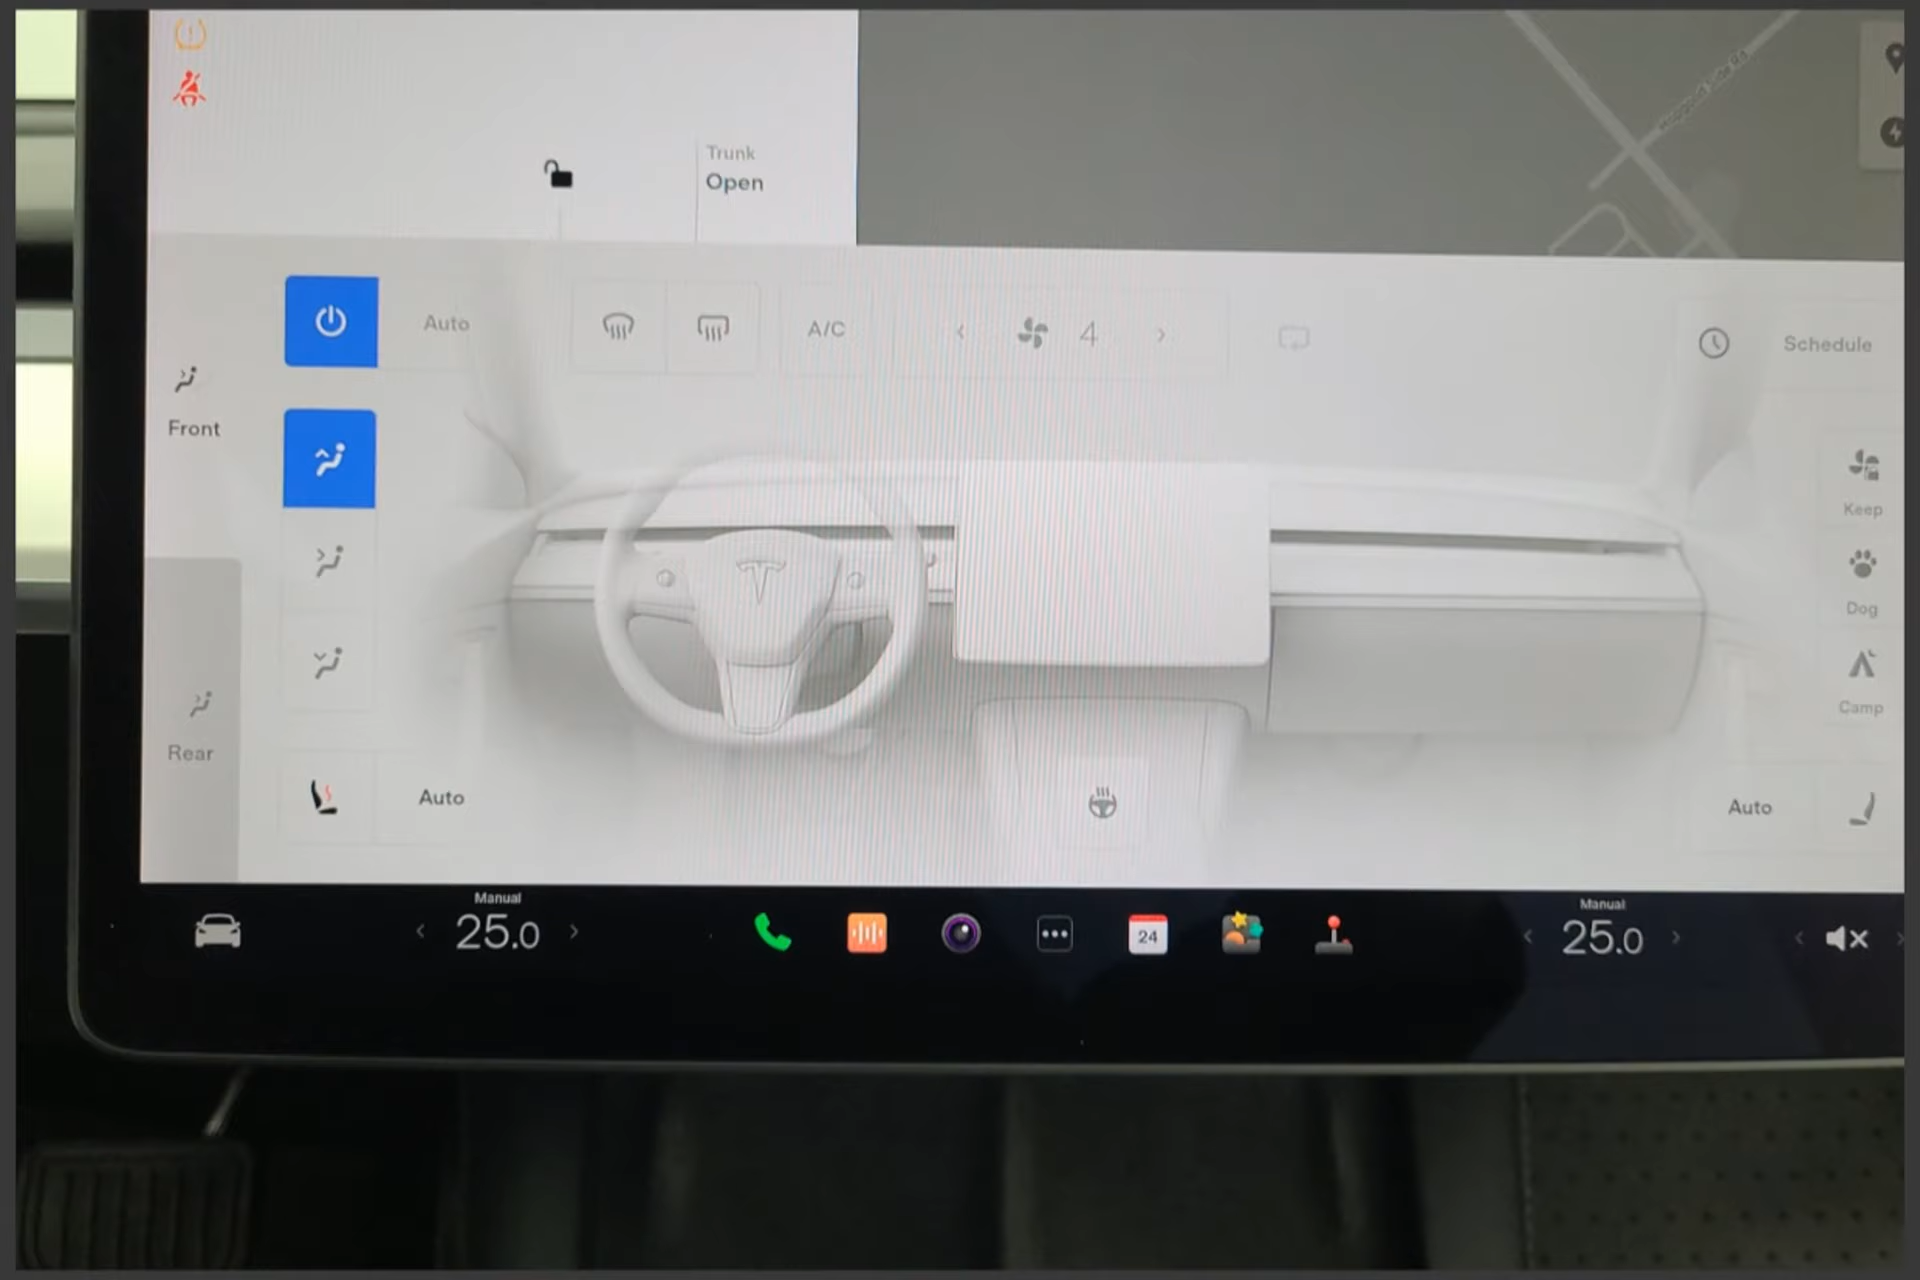 Trunk
Open
Auto
A/C
4
Schedule
Front
Keep
Dog
Camp
Rear
Auto
Auto
Manual
25.0
24
Manual
25.0